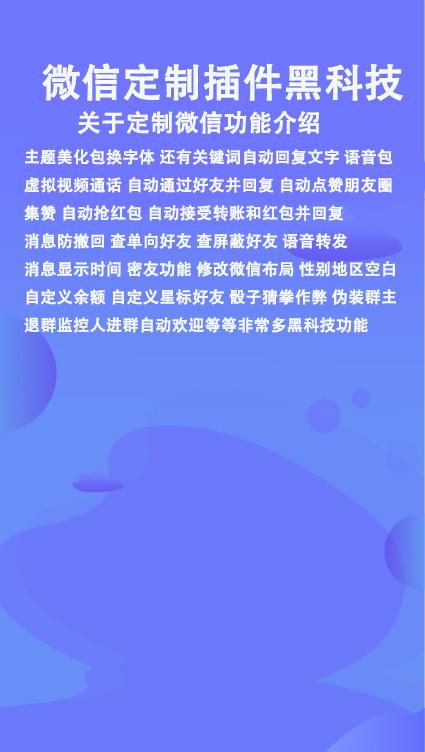 微信定制插件黑科技
关于定制微信功能介绍
主题美化包换字体 还有关键词自动回复文字 语音包
虚拟视频通话 自动通过好友并回复 自动点赞朋友圈
集赞 自动抢红包 自动接受转账和红包并回复
消息防撤回 查单向好友 查屏蔽好友 语音转发
消息显示时间 密友功能 修改微信布局 性别地区空白
自定义余额 自定义星标好友 骰子猜拳作弊 伪装群主
退群监控人进群自动欢迎等等非常多黑科技功能